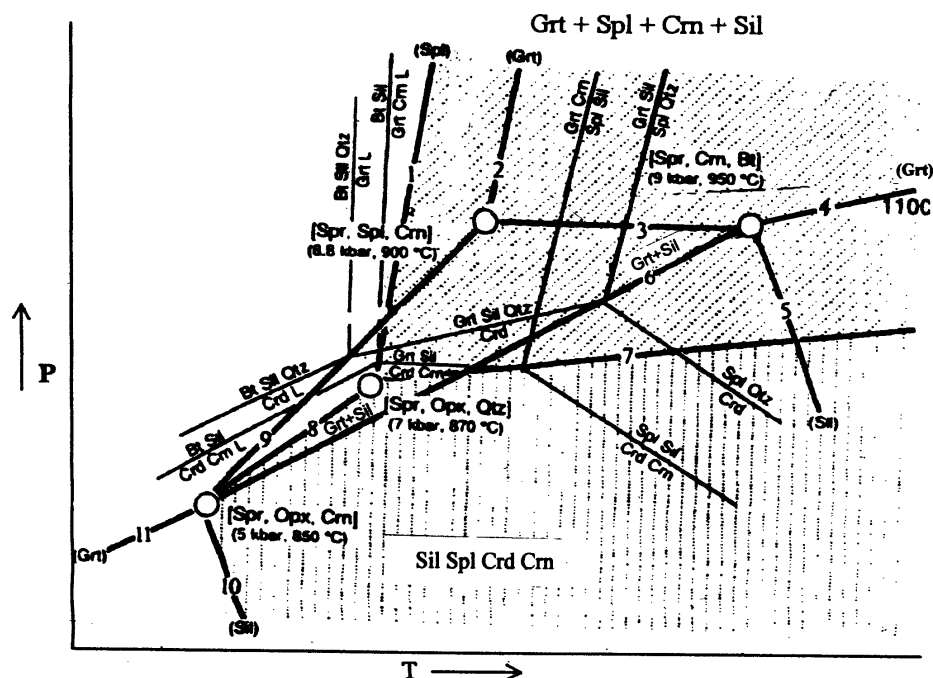 Grt + Spl + Crn + Sil
(Spl)
(Grt)
Bt Sil Qtz
Grt L
Bt Sil
Grt Crn L
Grt Crn
Spl Sil
Grt Sil
Spl Qtz
1
2
[Spr, Crn, Bt]
(9 kbar, 950 °C)
(Grt)
1100
3
4
[Spr, Spl, Crn]
(8.8 kbar, 900 °C)
Grt+Sil
6
5
P
Grt Sil Qtz
Crd
7
Bt Sil Qtz
Crd L
Grt Sil
Crd Crn
Spl Qtz
Crd
(Sil)
Bt Sil
Crd Crn L
9
8
Grt+Sil
[Spr, Opx, Qtz]
(7 kbar, 870 °C)
Spl Sil
Crd Crn
[Spr, Opx, Crn]
(5 kbar, 850 °C)
11
(Grt)
10
(Sil)
Sil Spl Crd Crn
T